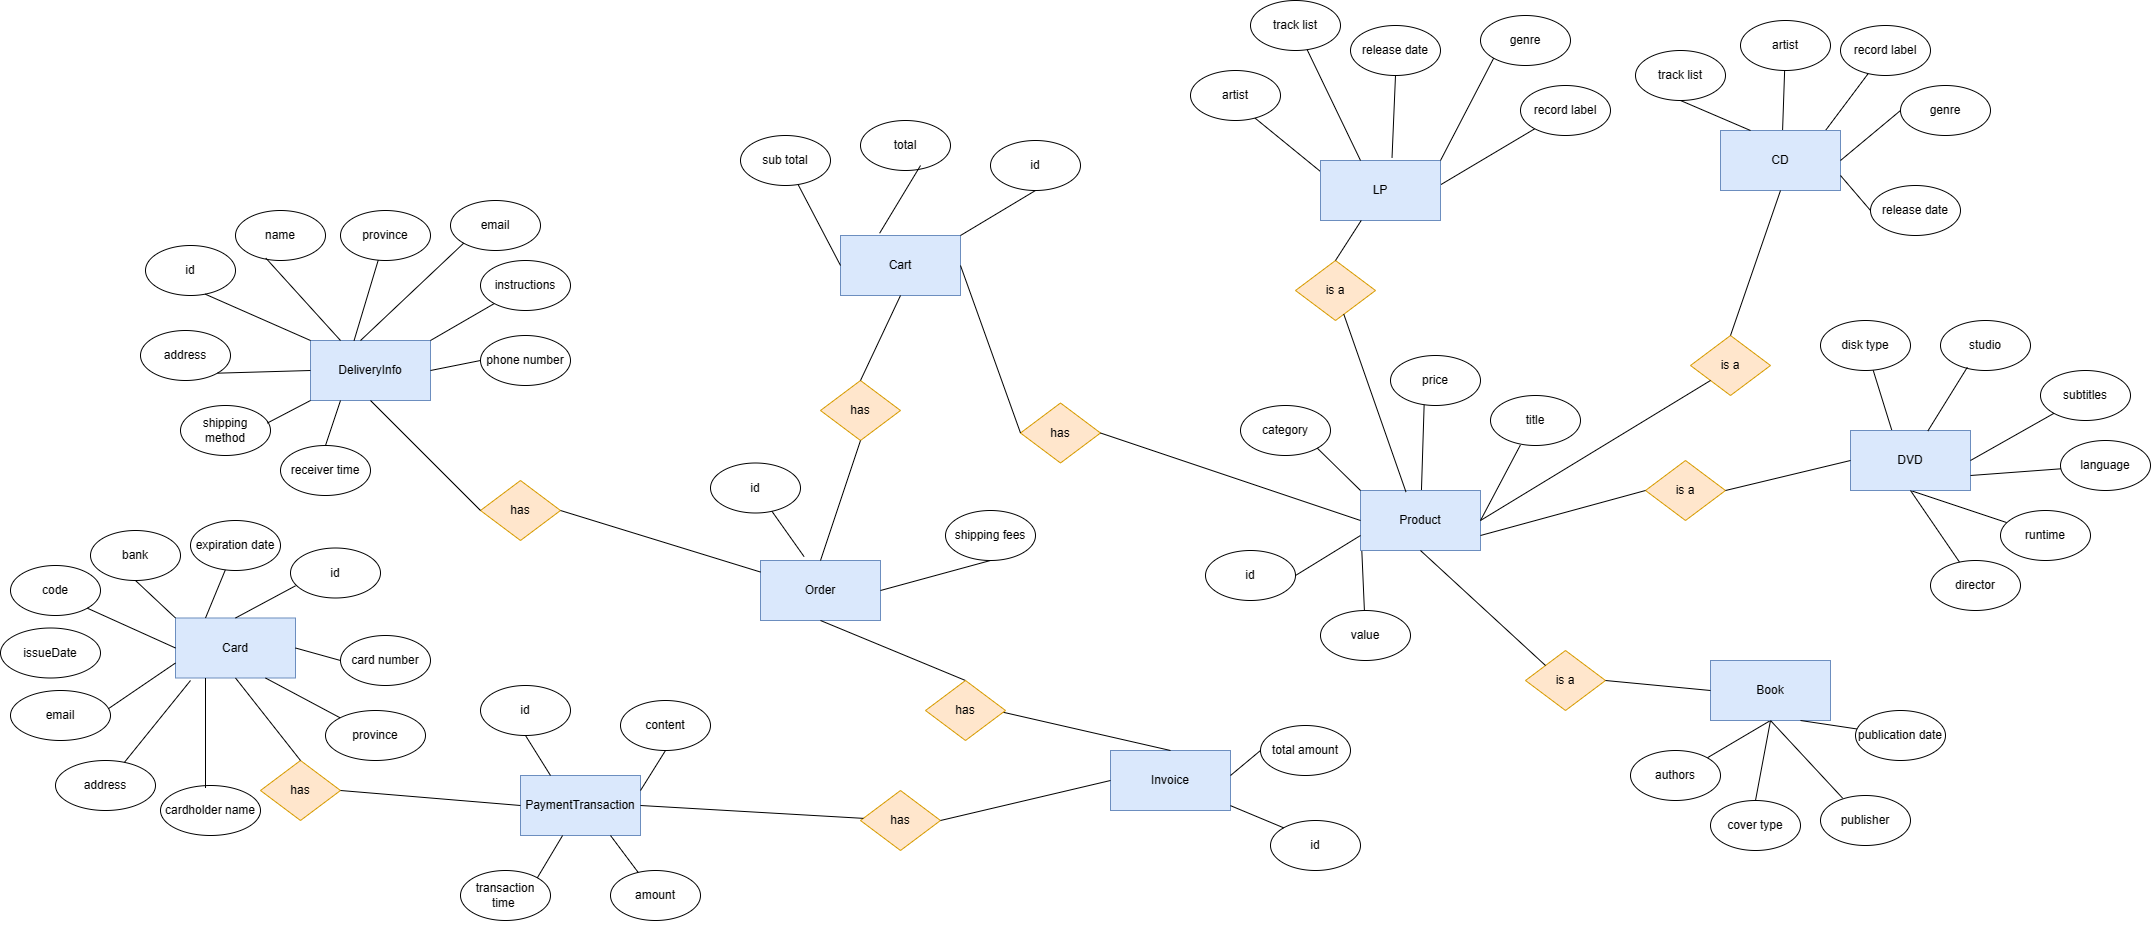 track list
release date
genre
artist
record label
LP
track list
artist
record label
genre
CD
release date
sub total
total
id
Cart
id
name
province
email
instructions
address
phone number
DeliveryInfo
shipping
method
receiver time
is a
is a
has
has
has
price
category
title
Product
id
value
is a
disk type
studio
subtitles
DVD
language
runtime
director
id
shipping fees
Order
bank
expiration date
id
code
issueDate
Card
card number
email
province
address
cardholder name
has
id
content
PaymentTransaction
transaction
time
amount
has
has
total amount
Invoice
id
is a
Book
publication date
authors
cover type
publisher